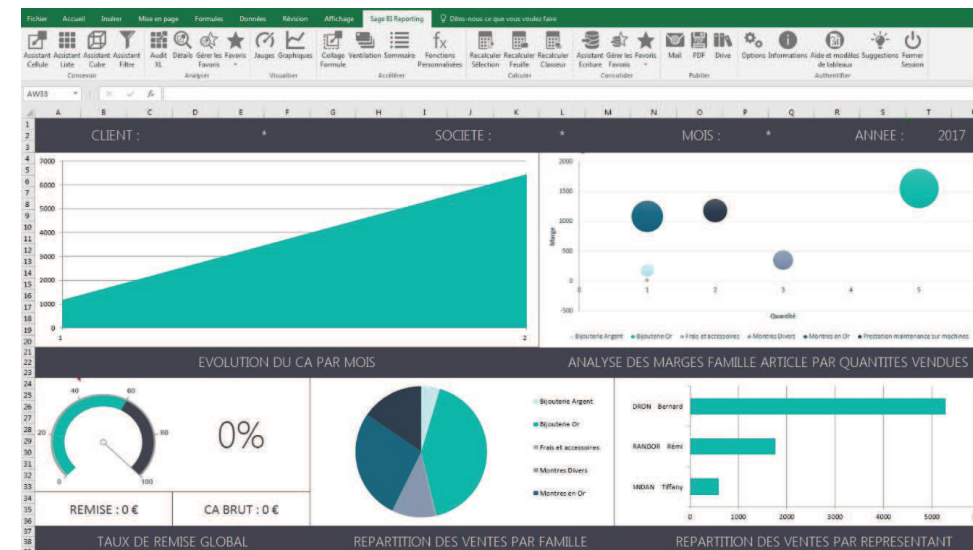 Fichier Accueil Insérer Mise en page Formules Données Révision Affichage Sage BI Reporting Dites-nous ce que vous voulez faire
Assistant Cellule Assistant Liste Assistant Cube Assistant Filtre Audit XL Détails Gérer les Favoris Favoris Jauges Graphiques Collage Formule Ventilation Sommaire Fonctions Personnalisées Recalculer Sélection Recalculer Feuille Recalculer Classeur Assistant Ecriture Gérer les Favoris Favoris Mail PDF Drive Options Informations Aide et modèles de tableaux Suggestions Fermer Session
Concevoir Analyser Visualiser Accélérer Calculer Consolider Publier Authentifier
AW33 fx
A B C D E F G H I J K L M N O P Q R S T
CLIENT : * SOCIETE : * MOIS : * ANNEE : 2017
7000
6000
5000
4000
3000
2000
1000
0
1 2
2000
1500
1000
500
0
-500
0 1 2 3 4 5
Marge
Quantité
Bijouterie Argent Bijouterie Or Frais et accessoires Montres Divers Montres en Or Prestation maintenance sur machines
EVOLUTION DU CA PAR MOIS ANALYSE DES MARGES FAMILLE ARTICLE PAR QUANTITES VENDUES
0 20 40 60 80 100
0%
REMISE : 0 € CA BRUT : 0 €
Bijouterie Argent
Bijouterie Or
Frais et accessoires
Montres Divers
Montres en Or
DRON Bernard
RANDOR Rémi
Tiffany
0 1000 2000 3000 4000 5000
TAUX DE REMISE GLOBAL REPARTITION DES VENTES PAR FAMILLE REPARTITION DES VENTES PAR REPRESENTANT